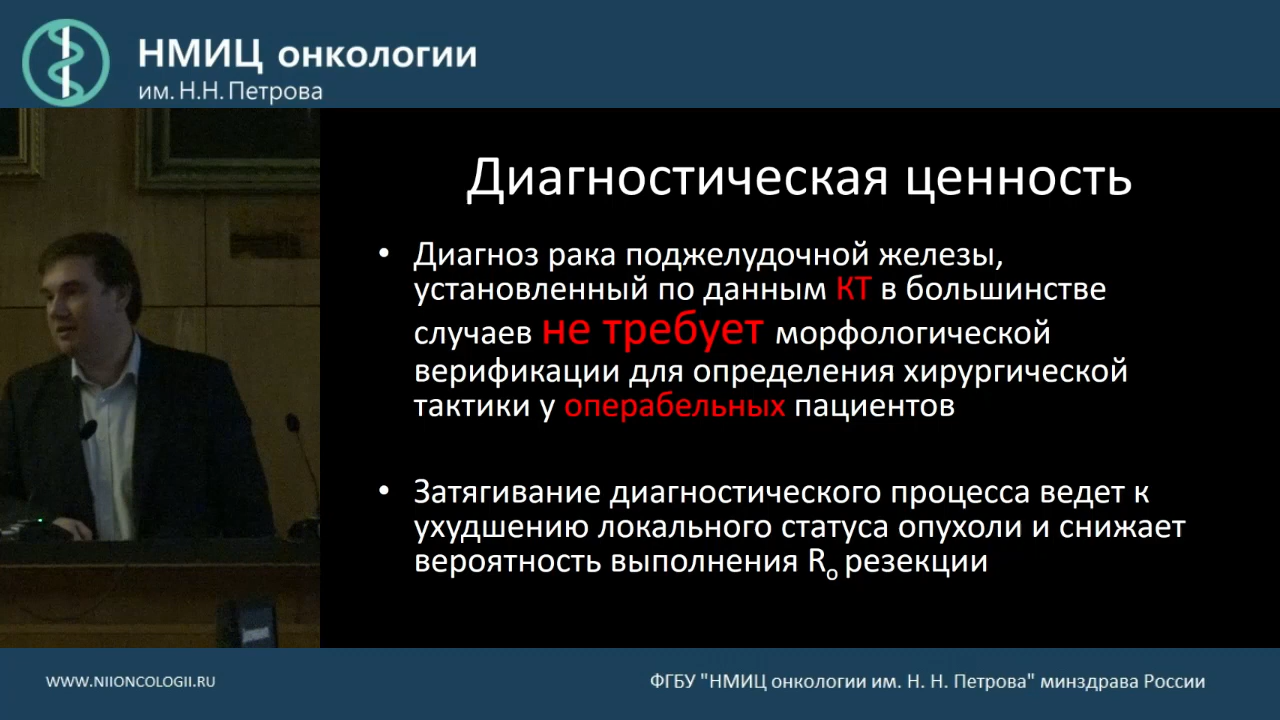 НМИЦ онкологии
им. Н.Н. Петрова
Диагностическая ценность
• Диагноз рака поджелудочной железы,
установленный по данным КТ в большинстве
случаев не требует морфологической
верификации для определения хирургической
тактики у операбельных пациентов
• Затягивание диагностического процесса ведет к
ухудшению локального статуса опухоли и снижает
вероятность выполнения R₀ резекции
WWW.NIIONCOLOGII.RU
ФГБУ "НМИЦ онкологии им. Н. Н. Петрова" минздрава России